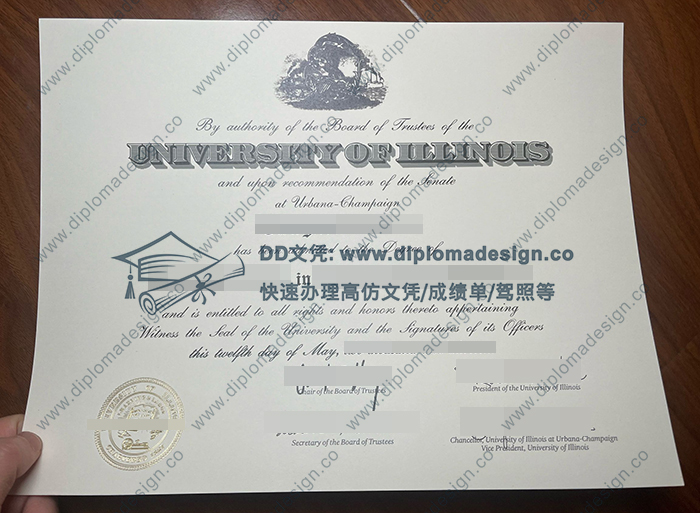 By authority of the Board of Trustees of the
UNIVERSITY OF ILLINOIS
and upon recommendation of the Senate
at Urbana-Champaign
has to the Degree of
DD文凭: www.diplomadesign.co
in
快速办理高仿文凭/成绩单/驾照等
and is entitled to all rights and honors thereto appertaining
Witness the Seal of the University and the Signatures of its Officers
this twelfth day of May,
Chair of the Board of Trustees
President of the University of Illinois
Secretary of the Board of Trustees
Chancellor, University of Illinois at Urbana-Champaign
Vice President, University of Illinois
www.diplomadesign.co